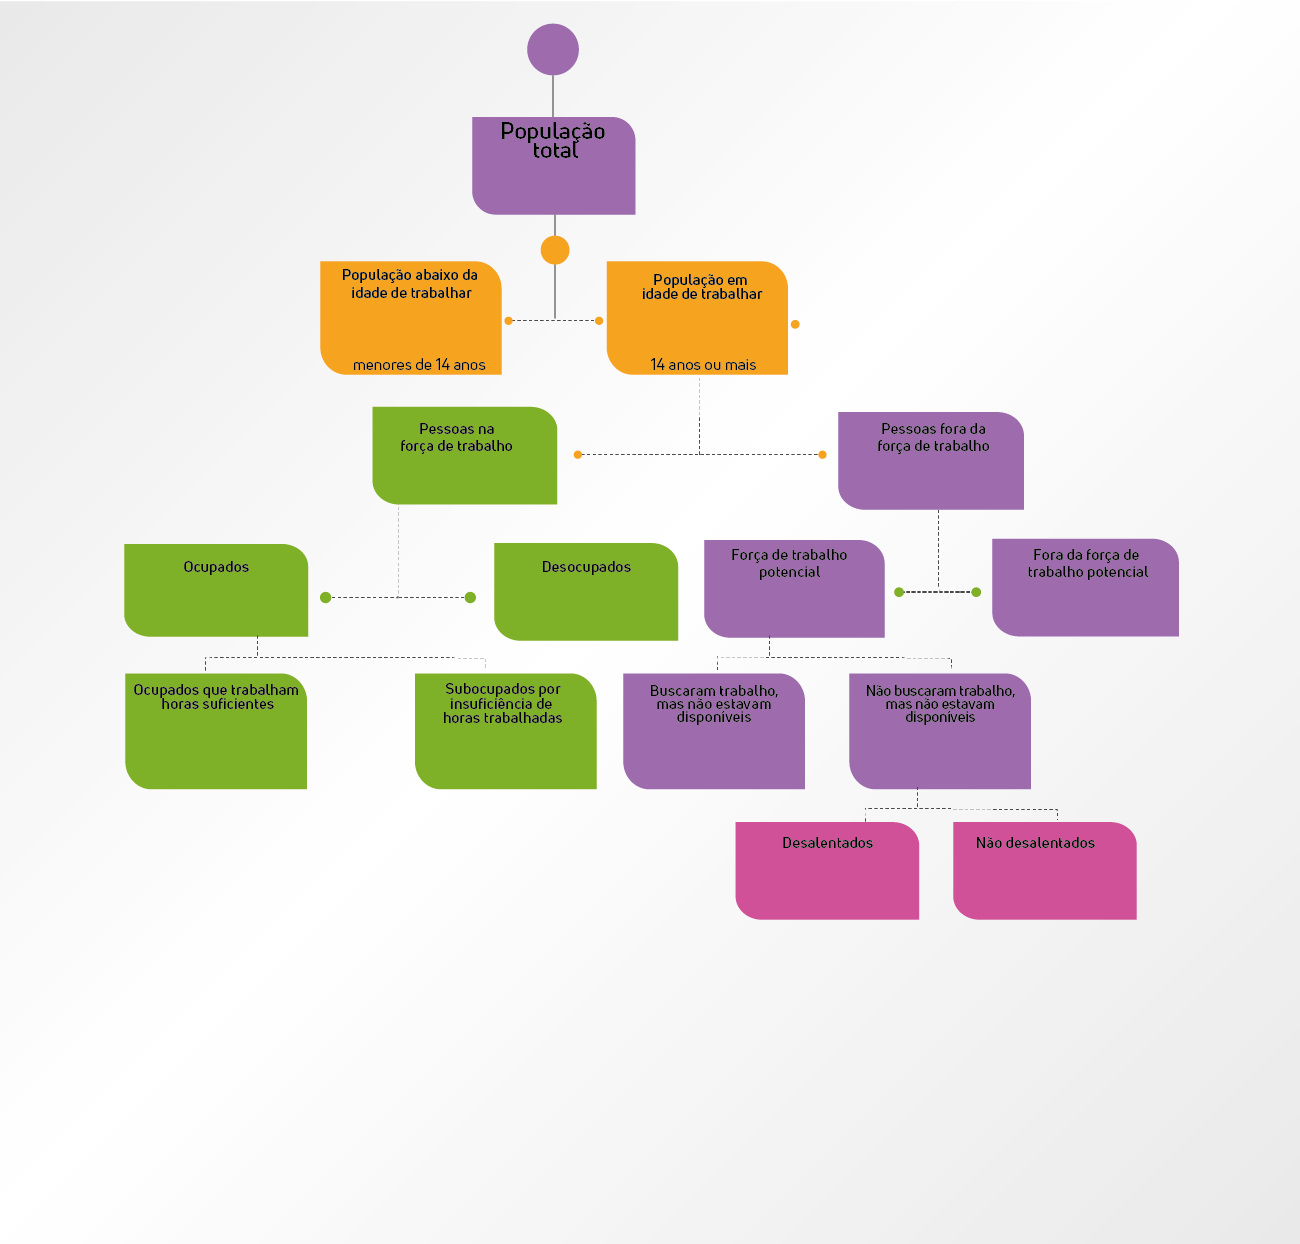 População
total
População abaixo da
idade de trabalhar
menores de 14 anos
População em
idade de trabalhar
14 anos ou mais
Pessoas na
força de trabalho
Pessoas fora da
força de trabalho
Ocupados
Desocupados
Força de trabalho
potencial
Fora da força de
trabalho potencial
Ocupados que trabalham
horas suficientes
Subocupados por
insuficiência de
horas trabalhadas
Buscaram trabalho,
mas não estavam
disponíveis
Não buscaram trabalho,
mas não estavam
disponíveis
Desalentados
Não desalentados